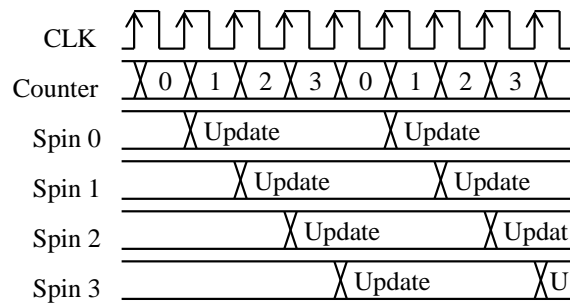 CLK
Counter 0 1 2 3 0 1 2 3
Spin 0 Update Update
Spin 1 Update Update
Spin 2 Update Updat
Spin 3 Update U